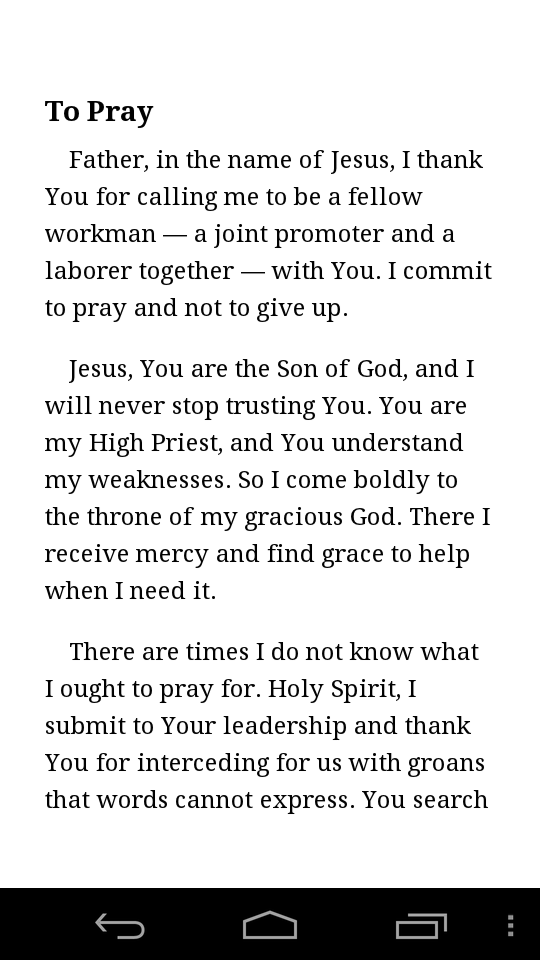 To Pray
Father, in the name of Jesus, I thank
You for calling me to be a fellow
workman — a joint promoter and a
laborer together — with You. I commit
to pray and not to give up.
Jesus, You are the Son of God, and I
will never stop trusting You. You are
my High Priest, and You understand
my weaknesses. So I come boldly to
the throne of my gracious God. There I
receive mercy and find grace to help
when I need it.
There are times I do not know what
I ought to pray for. Holy Spirit, I
submit to Your leadership and thank
You for interceding for us with groans
that words cannot express. You search